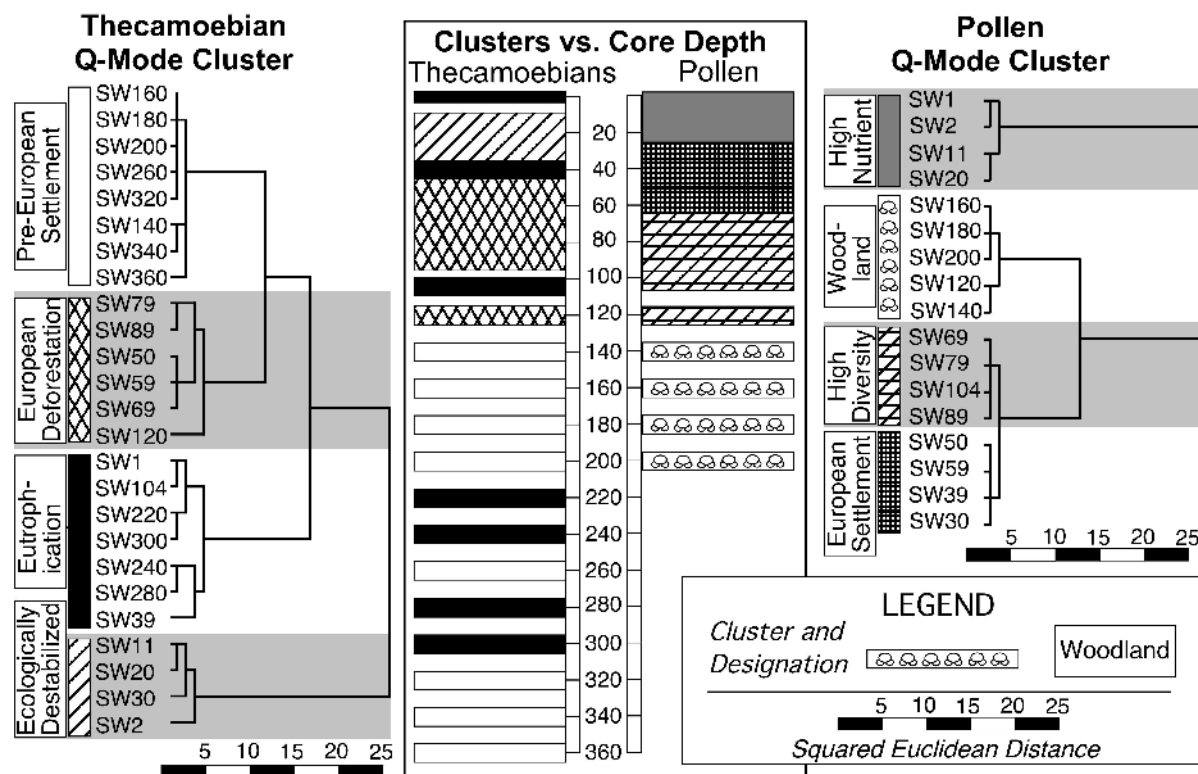 Thecamoebian
Q-Mode Cluster
Pre-European
Settlement
SW160
SW180
SW200
SW260
SW320
SW140
SW340
SW360
European
Deforestation
SW79
SW89
SW50
SW59
SW69
SW120
Eutroph-
ication
SW1
SW104
SW220
SW300
SW240
SW280
SW39
Ecologically
Destabilized
SW11
SW20
SW30
SW2
5 10 15 20 25
Clusters vs. Core Depth
Thecamoebians Pollen
20
40
60
80
100
120
140
160
180
200
220
240
260
280
300
320
340
360
Pollen
Q-Mode Cluster
High
Nutrient
SW1
SW2
SW11
SW20
Wood-
land
SW160
SW180
SW200
SW120
SW140
High
Diversity
SW69
SW79
SW104
SW89
European
Settlement
SW50
SW59
SW39
SW30
5 10 15 20 25
LEGEND
Cluster and
Designation
Woodland
5 10 15 20 25
Squared Euclidean Distance